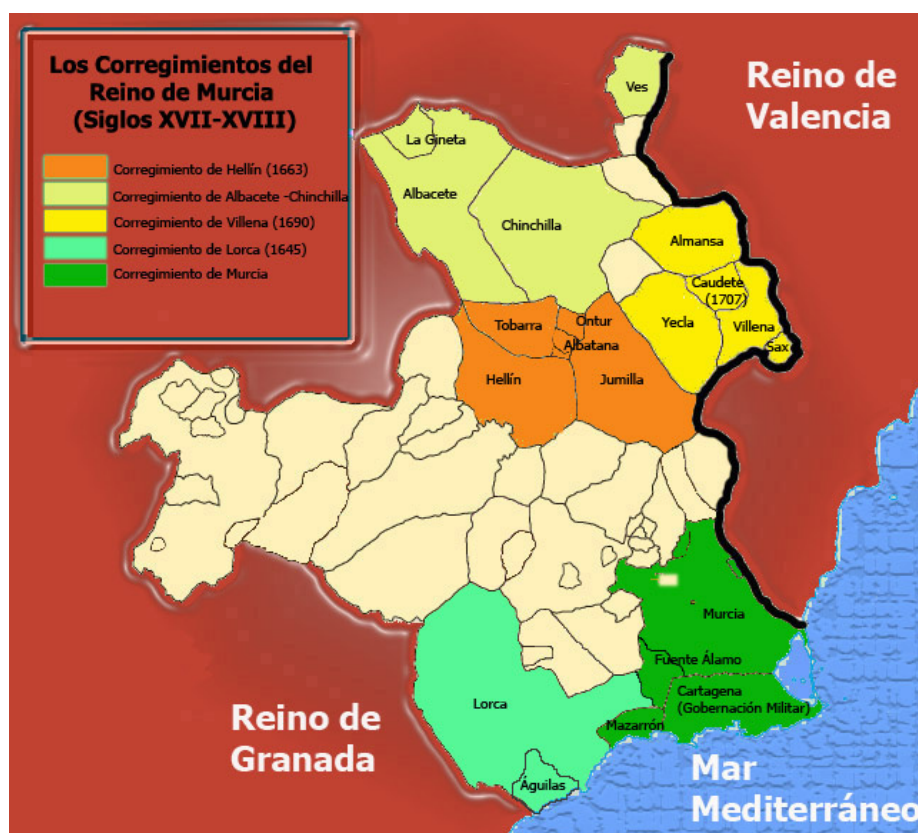 Los Corregimientos del
Reino de Murcia
(Siglos XVII-XVIII)
Corregimiento de Hellín (1663)
Corregimiento de Albacete -Chinchilla
Corregimiento de Villena (1690)
Corregimiento de Lorca (1645)
Corregimiento de Murcia
Reino de
Valencia
Ves
La Gineta
Albacete
Chinchilla
Almansa
Caudete
(1707)
Yecla
Villena
Sax
Tobarra
Ontur
Albatana
Hellín
Jumilla
Murcia
Fuente Álamo
Cartagena
(Gobernación Militar)
Mazarrón
Lorca
Águilas
Reino de
Granada
Mar
Mediterráneo